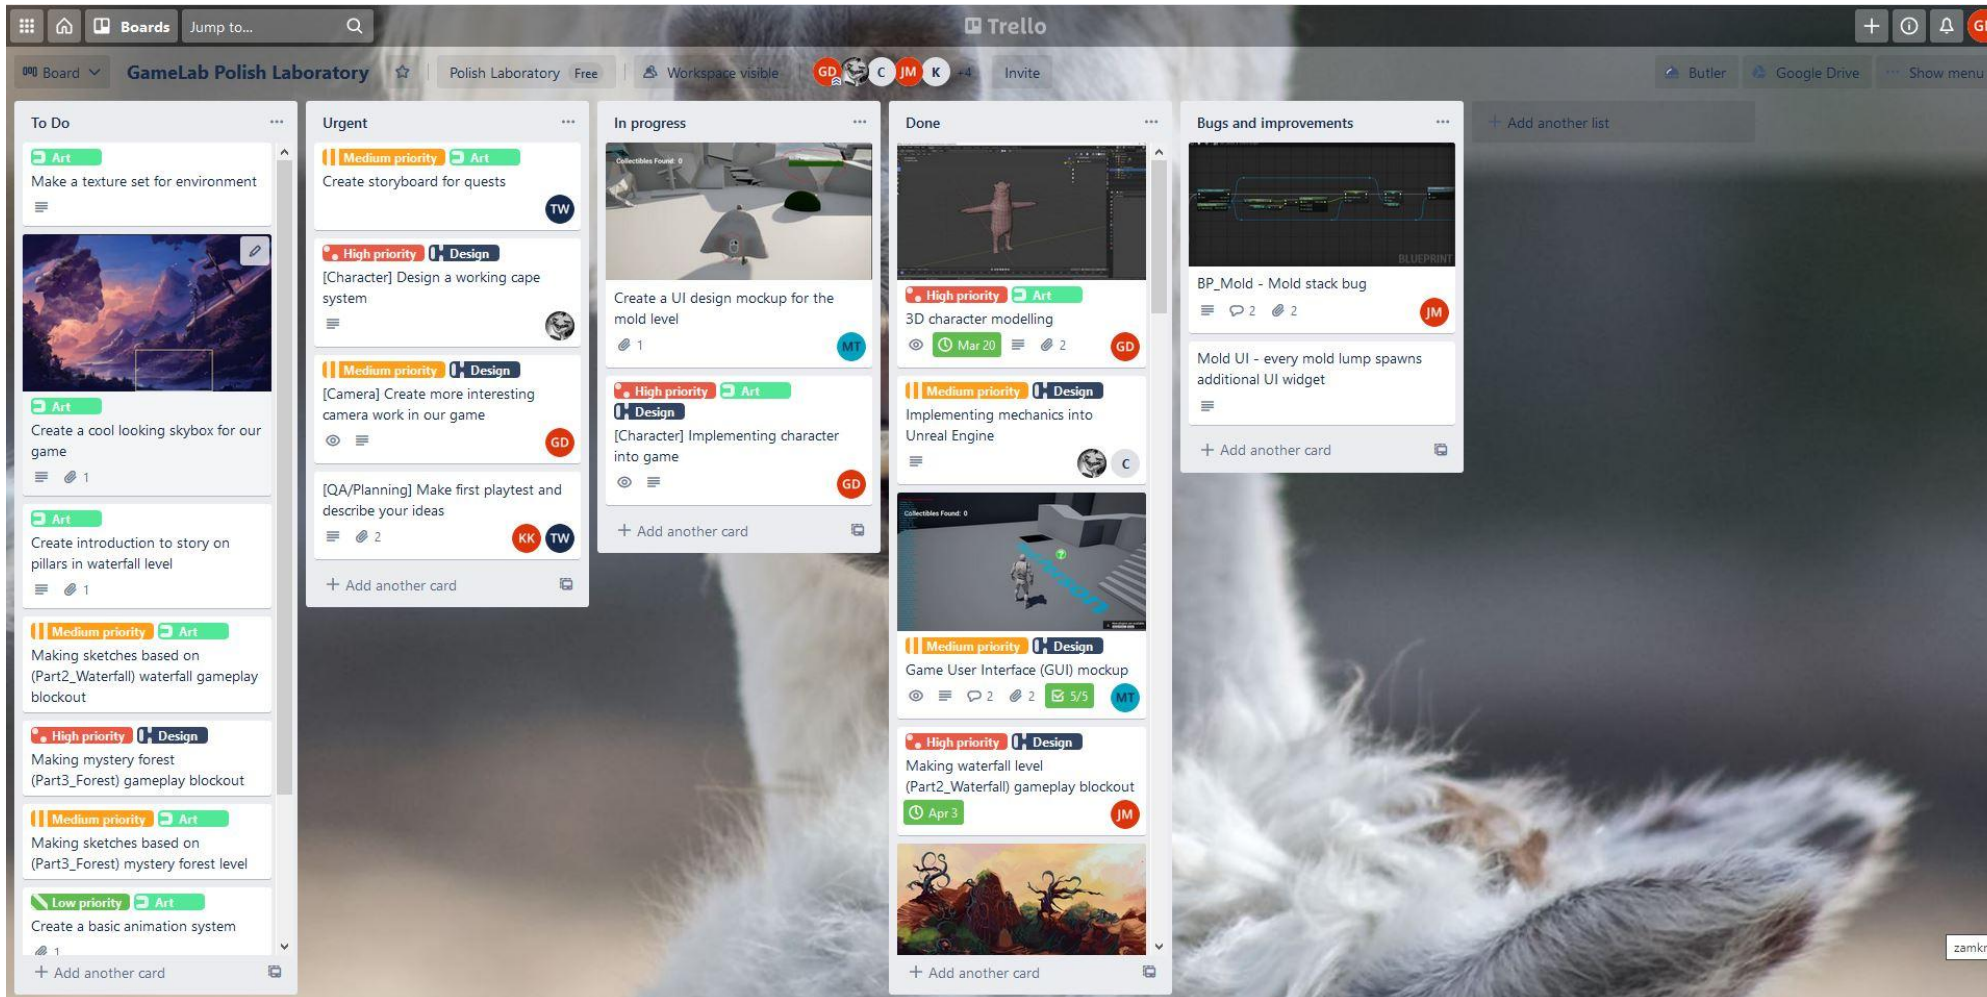 Boards
Jump to...
Trello
GD
Board
GameLab Polish Laboratory
Polish Laboratory Free
Workspace visible
GD C JM K +4
Invite
Butler
Google Drive
Show menu
To Do
Art
Make a texture set for environment
Art
Create a cool looking skybox for our
game
1
Art
Create introduction to story on
pillars in waterfall level
1
Medium priority Art
Making sketches based on
(Part2_Waterfall) waterfall gameplay
blockout
High priority Design
Making mystery forest
(Part3_Forest) gameplay blockout
Medium priority Art
Making sketches based on
(Part3_Forest) mystery forest level
Low priority Art
Create a basic animation system
1
+ Add another card
Urgent
Medium priority Art
Create storyboard for quests
TW
High priority Design
[Character] Design a working cape
system
Medium priority Design
[Camera] Create more interesting
camera work in our game
GD
[QA/Planning] Make first playtest and
describe your ideas
2 KK TW
+ Add another card
In progress
Collectibles Found: 0
Create a UI design mockup for the
mold level
1 MT
High priority Art
Design
[Character] Implementing character
into game
GD
+ Add another card
Done
High priority Art
3D character modelling
Mar 20 2 GD
Medium priority Design
Implementing mechanics into
Unreal Engine
C
Collectibles Found: 0
Medium priority Design
Game User Interface (GUI) mockup
2 2 5/5 MT
High priority Design
Making waterfall level
(Part2_Waterfall) gameplay blockout
Apr 3 JM
+ Add another card
Bugs and improvements
BLUEPRINT
BP_Mold - Mold stack bug
2 2 JM
Mold UI - every mold lump spawns
additional UI widget
+ Add another card
+ Add another list
zamkn